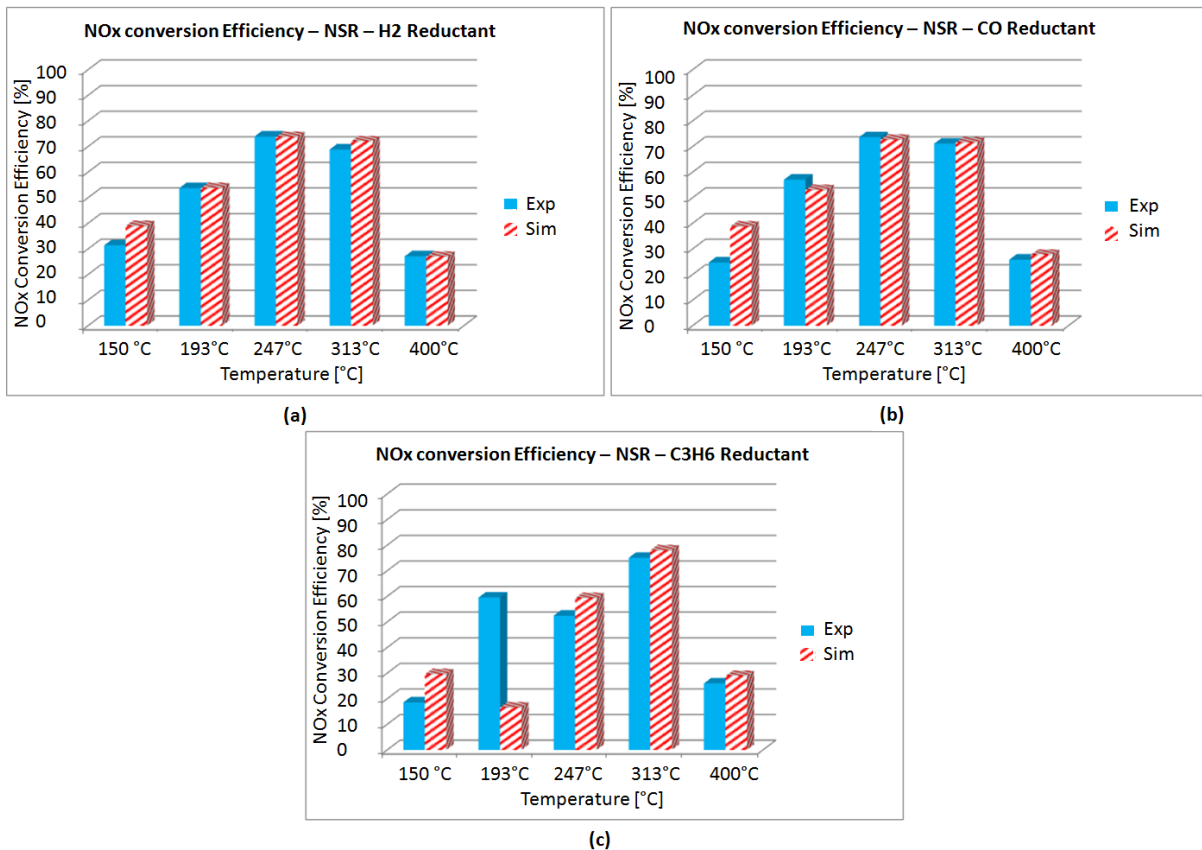 NOx conversion Efficiency – NSR – H2 Reductant
NOx Conversion Efficiency [%]
100
90
80
70
60
50
40
30
20
10
0
150 °C 193°C 247°C 313°C 400°C
Temperature [°C]
Exp
Sim
(a)
NOx conversion Efficiency – NSR – CO Reductant
NOx Conversion Efficiency [%]
100
90
80
70
60
50
40
30
20
10
0
150 °C 193°C 247°C 313°C 400°C
Temperature [°C]
Exp
Sim
(b)
NOx conversion Efficiency – NSR – C3H6 Reductant
NOx Conversion Efficiency [%]
100
90
80
70
60
50
40
30
20
10
0
150 °C 193°C 247°C 313°C 400°C
Temperature [°C]
Exp
Sim
(c)